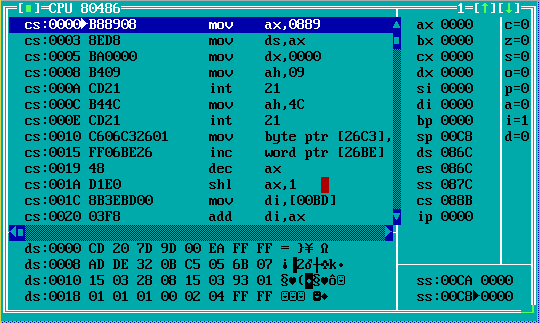 [■]=CPU 80486 1=[↑][↓]
cs:0000►B88908 mov ax,0889 ax 0000 c=0
cs:0003 8ED8 mov ds,ax bx 0000 z=0
cs:0005 BA0000 mov dx,0000 cx 0000 s=0
cs:0008 B409 mov ah,09 dx 0000 o=0
cs:000A CD21 int 21 si 0000 p=0
cs:000C B44C mov ah,4C di 0000 a=0
cs:000E CD21 int 21 bp 0000 i=1
cs:0010 C606C32601 mov byte ptr [26C3], sp 00C8 d=0
cs:0015 FF06BE26 inc word ptr [26BE] ds 086C
cs:0019 48 dec ax es 086C
cs:001A D1E0 shl ax,1 ss 087C
cs:001C 8B3EBD00 mov di,[00BD] cs 088B
cs:0020 03F8 add di,ax ip 0000
ds:0000 CD 20 7D 9D 00 EA FF FF = }¥ Ω
ds:0008 AD DE 32 0B C5 05 6B 07
ds:0010 15 03 28 08 15 03 93 01 §♥(◘§♥ô☺
ds:0018 01 01 01 00 02 04 FF FF ☺☺☺ ☻♦
ss:00CA 0000
ss:00C8►0000